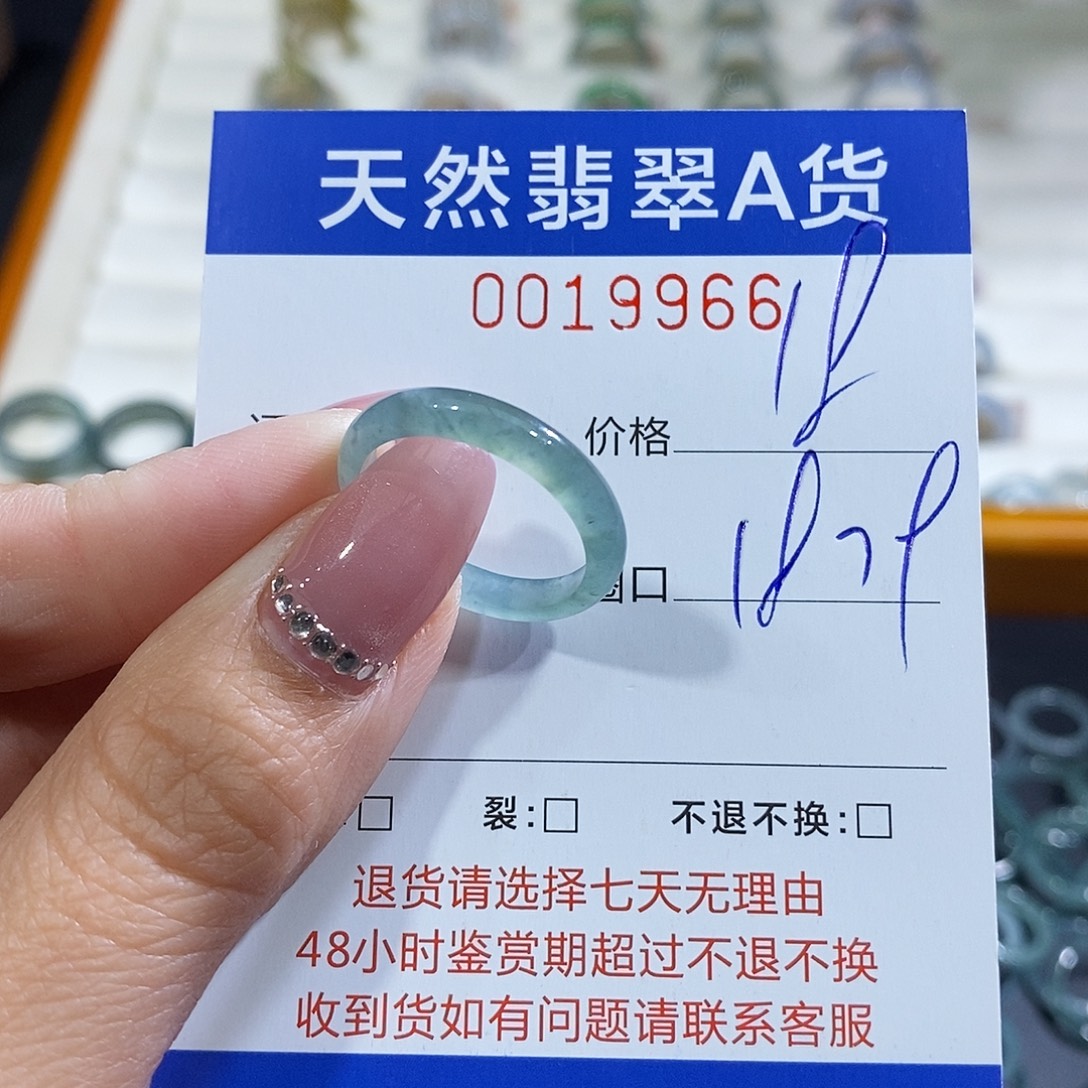 天然翡翠A货
0019966
价格
圈口
裂:□ 不退不换:□
退货请选择七天无理由
48小时鉴赏期超过不退不换
收到货如有问题请联系客服